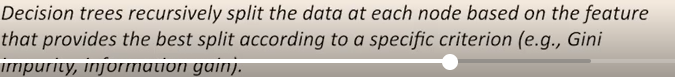 Decision trees recursively split the data at each node based on the feature
that provides the best split according to a specific criterion (e.g., Gini
impurity, information gain).